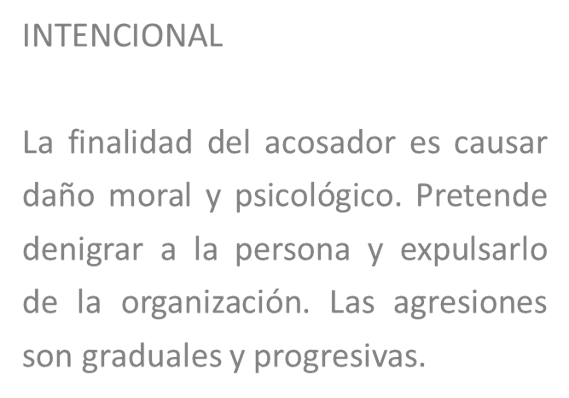 INTENCIONAL
La finalidad del acosador es causar
daño moral y psicológico. Pretende
denigrar a la persona y expulsarlo
de la organización. Las agresiones
son graduales y progresivas.